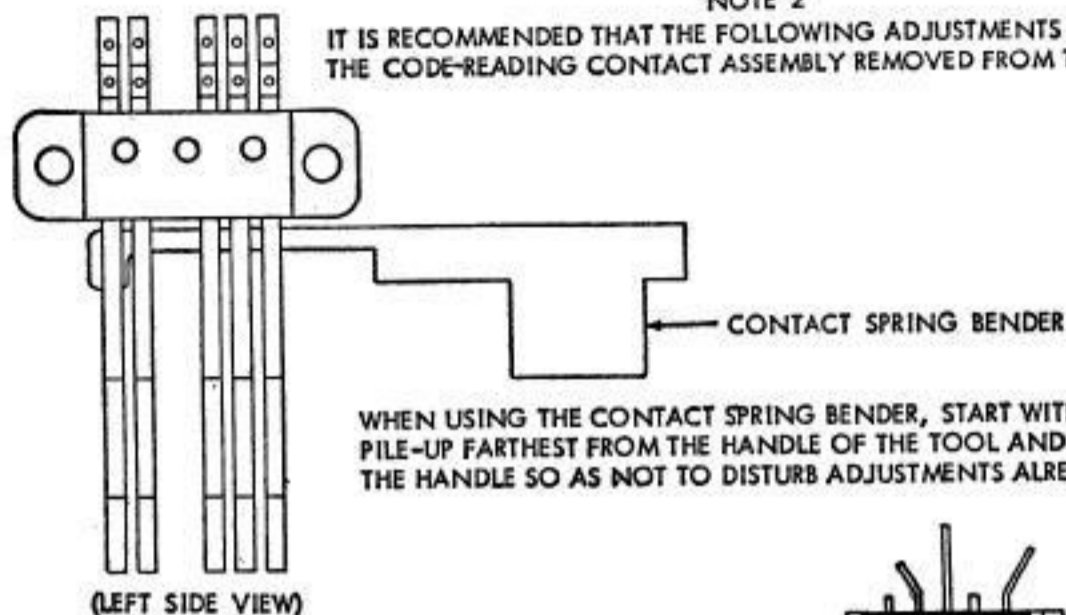 NOTE 2
IT IS RECOMMENDED THAT THE FOLLOWING ADJUSTMENTS
THE CODE-READING CONTACT ASSEMBLY REMOVED FROM
CONTACT SPRING BENDER
WHEN USING THE CONTACT SPRING BENDER, START
PILE-UP FARTHEST FROM THE HANDLE OF THE TOOL AND
THE HANDLE SO AS NOT TO DISTURB ADJUSTMENTS
(LEFT SIDE VIEW)